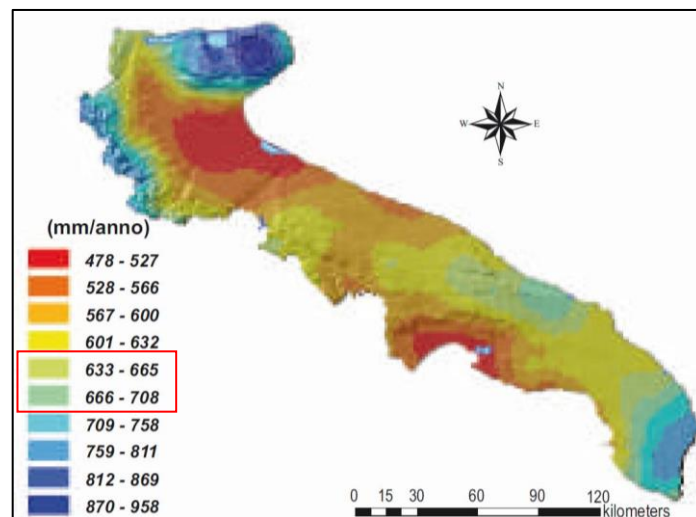 N
W E
S
(mm/anno)
478 - 527
528 - 566
567 - 600
601 - 632
633 - 665
666 - 708
709 - 758
759 - 811
812 - 869
870 - 958
0 15 30 60 90 120
kilometers